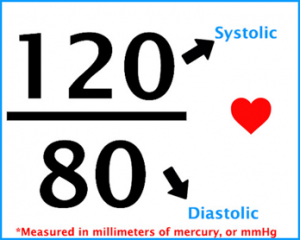 Systolic
120
80
Diastolic
*Measured in millimeters of mercury, or mmHg